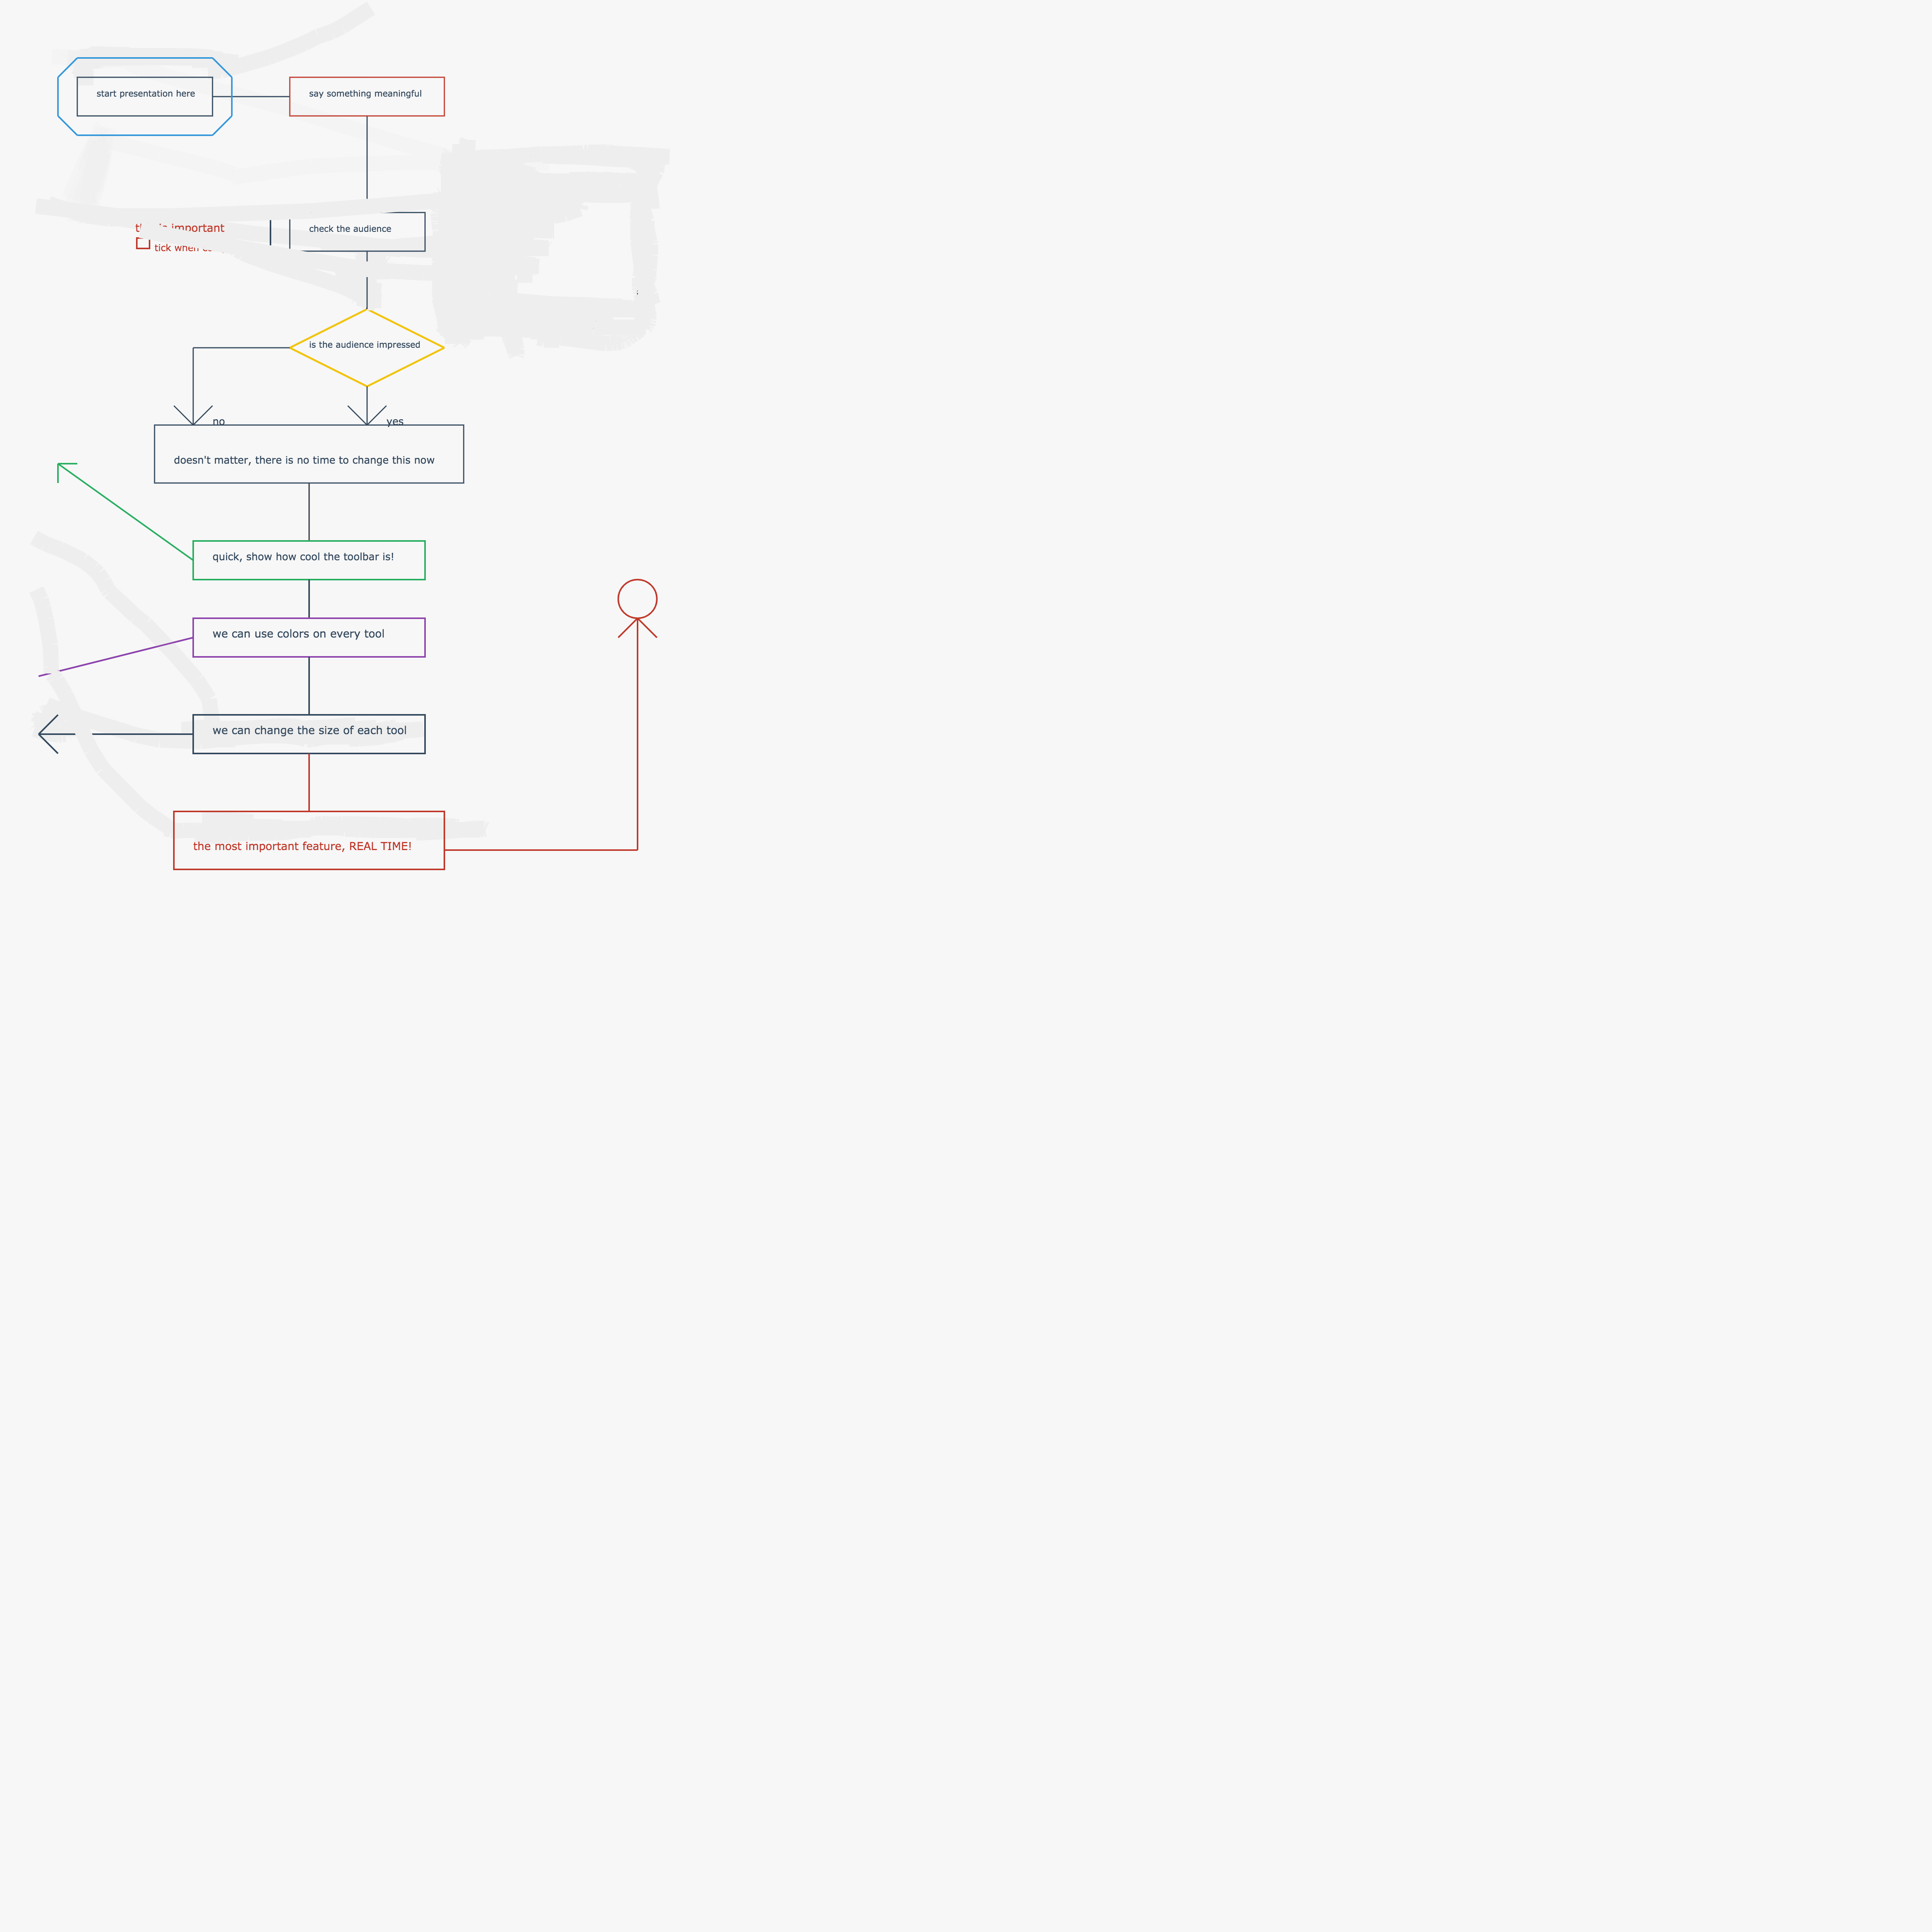 start presentation here
say something meaningful
important
check the audience
tick when
is the audience impressed
no
yes
doesn't matter, there is no time to change this now
quick, show how cool the toolbar is!
we can use colors on every tool
we can change the size of each tool
the most important feature, REAL TIME!